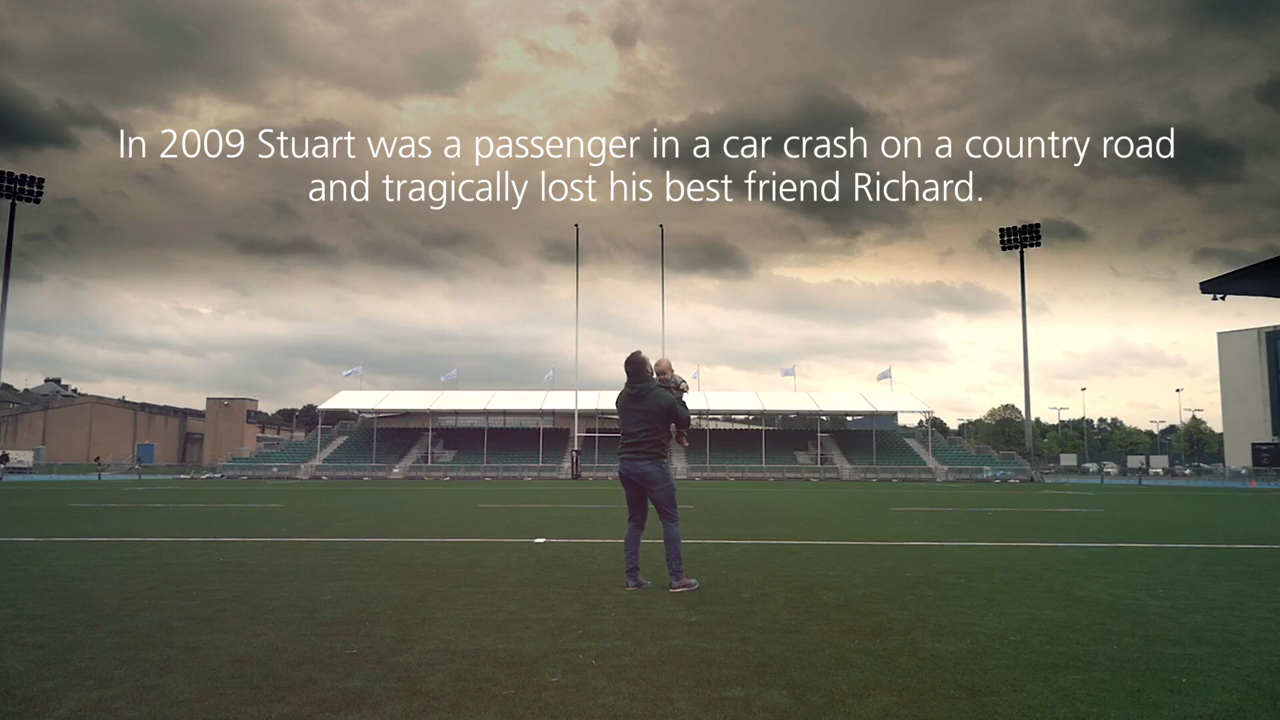 In 2009 Stuart was a passenger in a car crash on a country road
and tragically lost his best friend Richard.